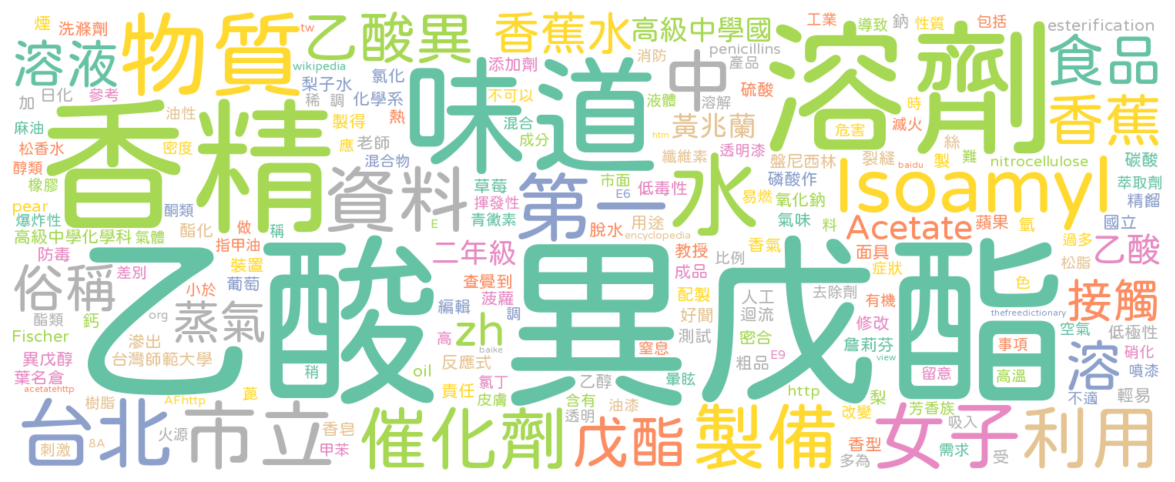 煙 洗滌劑 tw 乙酸異 香蕉水 高級中學國 工業 導致 鈉 性質 包括 esterification
溶液 物質 wikipedia 添加劑 消防 penicillins 產品 溶劑 食品
加 日化 參考 梨子水 氯化 味道 不可以 液體 中 溶解 硫酸 時 香蕉
稀 調 化學系 混合 黃兆蘭 危害 滅火
麻油 油性 香精 製得 熱 成分 htm 透明漆 絲
松香水 密度 應 老師 混合物 纖維素 盤尼西林 裂縫 製 難 nitrocellulose 碳酸
醇類 資料 草莓 第一 市面 低毒性 水 磷酸作 baidu Isoamyl 萃取劑
橡膠 揮發性 E6 易燃 氧化鈉 精餾
pear 酮類 青黴素 用途 氣味 料
爆炸性 酯化 做 稱 E 脫水 encyclopedia Acetate 蘋果 氫 國立
高級中學化學科 氣體 指甲油 二年級 教授 比例 香氣 面具 過多 乙酸
防毒 差別 裝置 查覺到 成品 症狀 松脂
俗稱 小於 葡萄 乙酸異戊酯 菠蘿 配製 人工 去除劑 有機 色 接觸
酯類 鈣 org 蒸氣 編輯 調 好聞 迴流 thefreedictionary
Fischer 滲出 高 zh 測試 密合 修改 空氣 低極性
異戊醇 台灣師範大學 baike 反應式 窒息 粗品 E9 詹莉芬 事項 溶 硝化
葉名倉 蓖 稍 oil 暈眩 view 留意 高溫 噴漆
acetatehttp 樹脂 AFhttp 責任 氯丁 乙醇 http 梨 不適 輕易
台北 市立 皮膚 含有 油漆 改變 芳香族
火源 香皂 催化劑 透明 戊酯 製備 香型 女子 吸入 利用
刺激 8A 甲苯 多為 需求 受